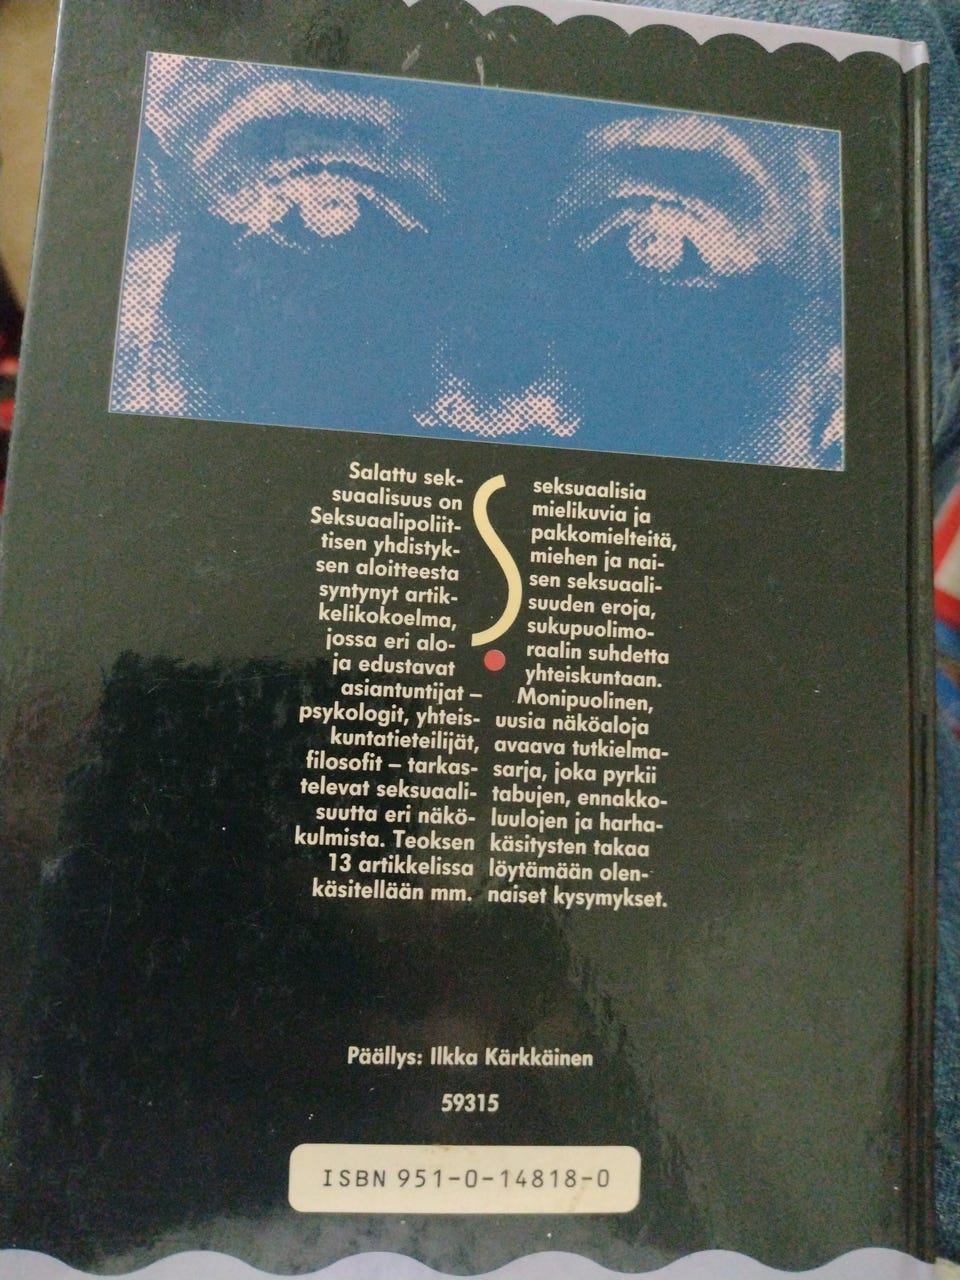 Salattu sek-
suaalisuus on
Seksuaalipoliit-
tisen yhdistyk-
sen aloitteesta
syntynyt artik-
kelikokoelma,
jossa eri alo-
ja edustavat
asiantuntijat –
psykologit, yhteis-
kuntatieteilijät,
filosofit – tarkas-
televat seksuaali-
suutta eri näkö-
kulmista. Teoksen
13 artikkelissa
käsitellään mm.
seksuaalisia
mielikuvia ja
pakkomielteitä,
miehen ja nai-
sen seksuaali-
suuden eroja,
sukupuolimo-
raalin suhdetta
yhteiskuntaan.
Monipuolinen,
uusia näköaloja
avaava tutkielma-
sarja, joka pyrkii
tabujen, ennakko-
luulojen ja harha-
käsitysten takaa
löytämään olen-
naiset kysymykset.
Päällys: Ilkka Kärkkäinen
59315
ISBN 951-0-14818-0